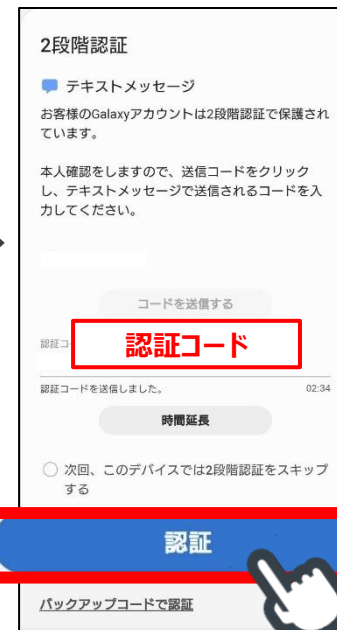 2段階認証
テキストメッセージ
お客様のGalaxyアカウントは2段階認証で保護され
ています。
本人確認をしますので、送信コードをクリック
し、テキストメッセージで送信されるコードを入
力してください。
コードを送信する
認証コ
認証コード
認証コードを送信しました。 02:34
時間延長
次回、このデバイスでは2段階認証をスキップ
する
認証
バックアップコードで認証